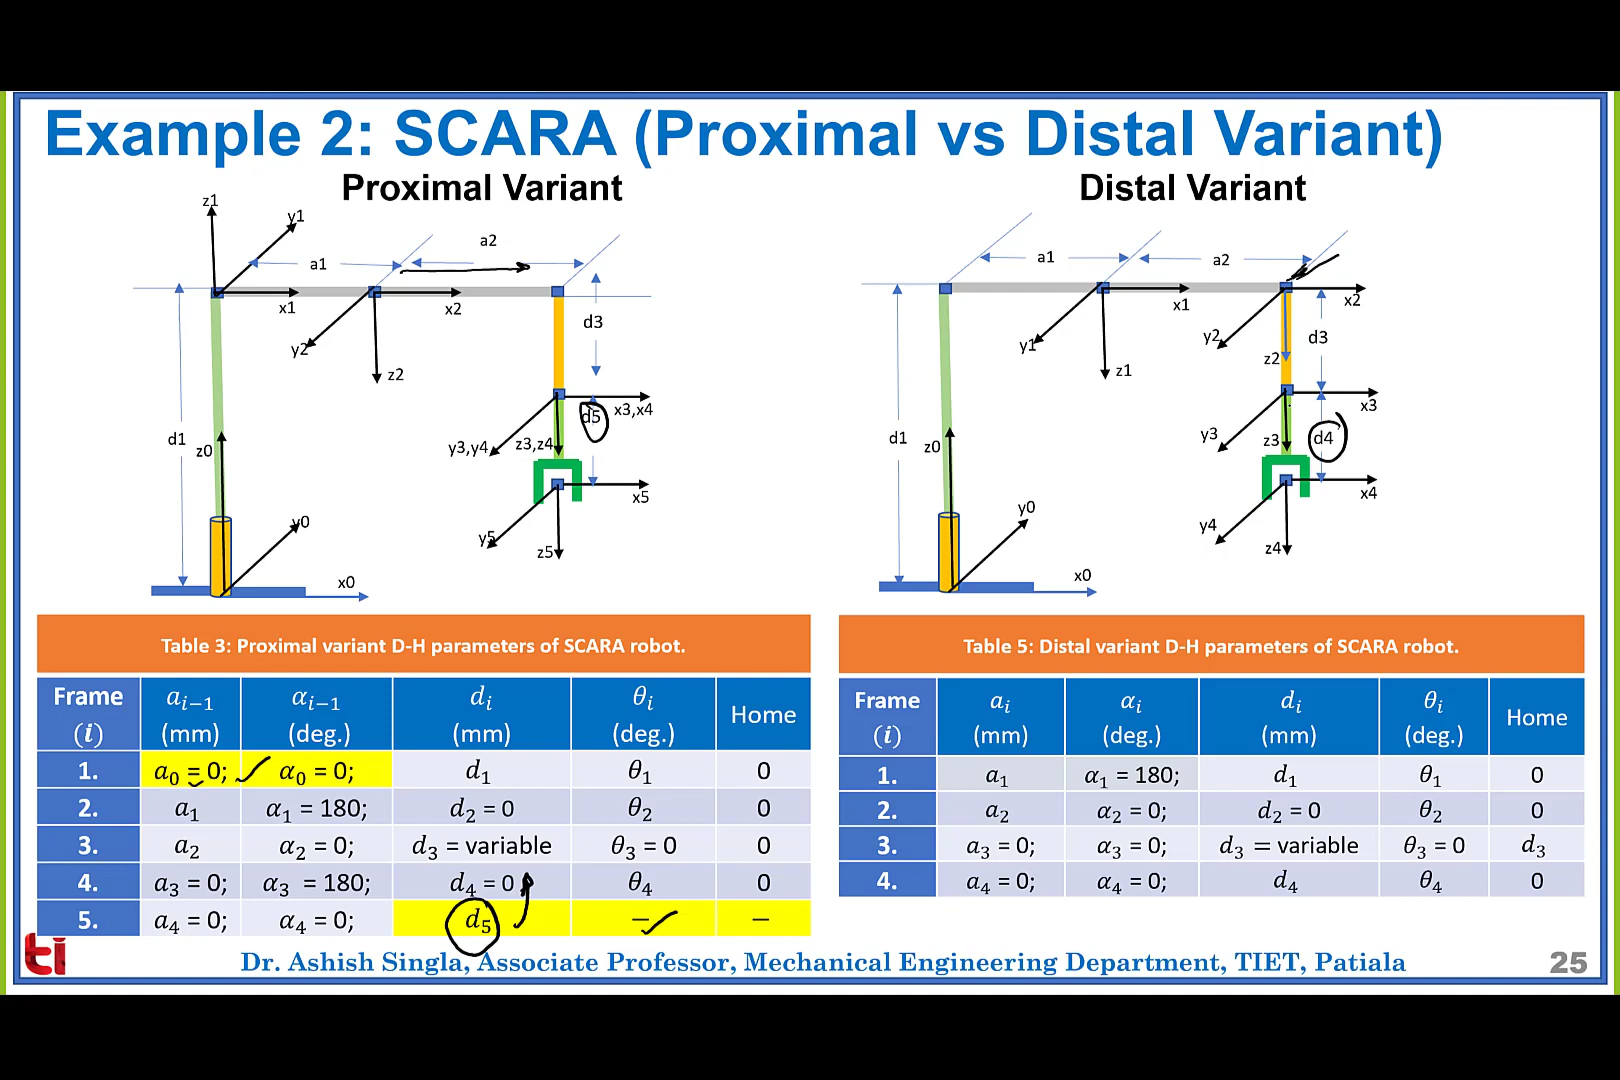 Example 2: SCARA (Proximal vs Distal Variant)
Proximal Variant
z1
y1
a1
a2
x1
x2
d3
y2
z2
d1
z0
d5
x3,x4
y3,y4
z3,z4
x5
y0
y5
z5
x0
Distal Variant
a1
a2
x1
x2
y1
y2
d3
z2
z1
x3
d1
z0
y3
z3
d4
x4
y0
y4
z4
x0
Table 3: Proximal variant D-H parameters of SCARA robot.
Frame (i) aᵢ₋₁ (mm) αᵢ₋₁ (deg.) dᵢ (mm) θᵢ (deg.) Home
1. a₀ = 0; α₀ = 0; d₁ θ₁ 0
2. a₁ α₁ = 180; d₂ = 0 θ₂ 0
3. a₂ α₂ = 0; d₃ = variable θ₃ = 0 0
4. a₃ = 0; α₃ = 180; d₄ = 0 θ₄ 0
5. a₄ = 0; α₄ = 0; d₅ – –
Table 5: Distal variant D-H parameters of SCARA robot.
Frame (i) aᵢ (mm) αᵢ (deg.) dᵢ (mm) θᵢ (deg.) Home
1. a₁ α₁ = 180; d₁ θ₁ 0
2. a₂ α₂ = 0; d₂ = 0 θ₂ 0
3. a₃ = 0; α₃ = 0; d₃ = variable θ₃ = 0 d₃
4. a₄ = 0; α₄ = 0; d₄ θ₄ 0
ti
Dr. Ashish Singla, Associate Professor, Mechanical Engineering Department, TIET, Patiala
25